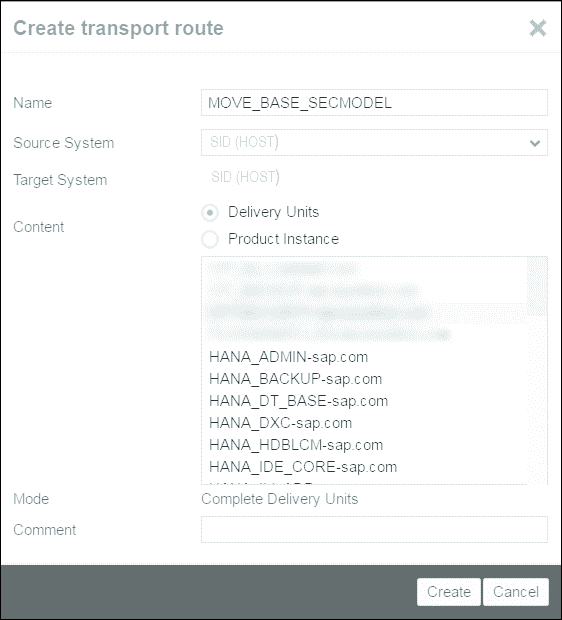 Create transport route
Name MOVE_BASE_SECMODEL
Source System SID (HOST)
Target System SID (HOST)
Content
Delivery Units
Product Instance
HANA_ADMIN-sap.com
HANA_BACKUP-sap.com
HANA_DT_BASE-sap.com
HANA_DXC-sap.com
HANA_HDBLCM-sap.com
HANA_IDE_CORE-sap.com
Mode Complete Delivery Units
Comment
Create Cancel